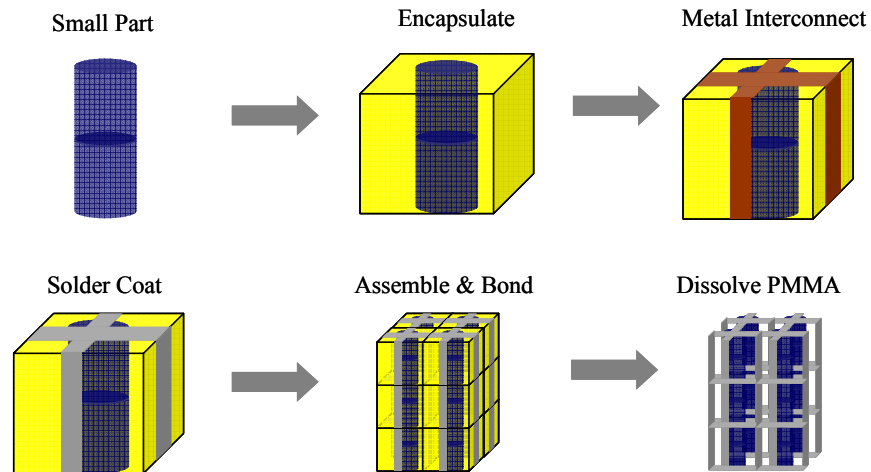 Small Part
Encapsulate
Metal Interconnect
Solder Coat
Assemble & Bond
Dissolve PMMA